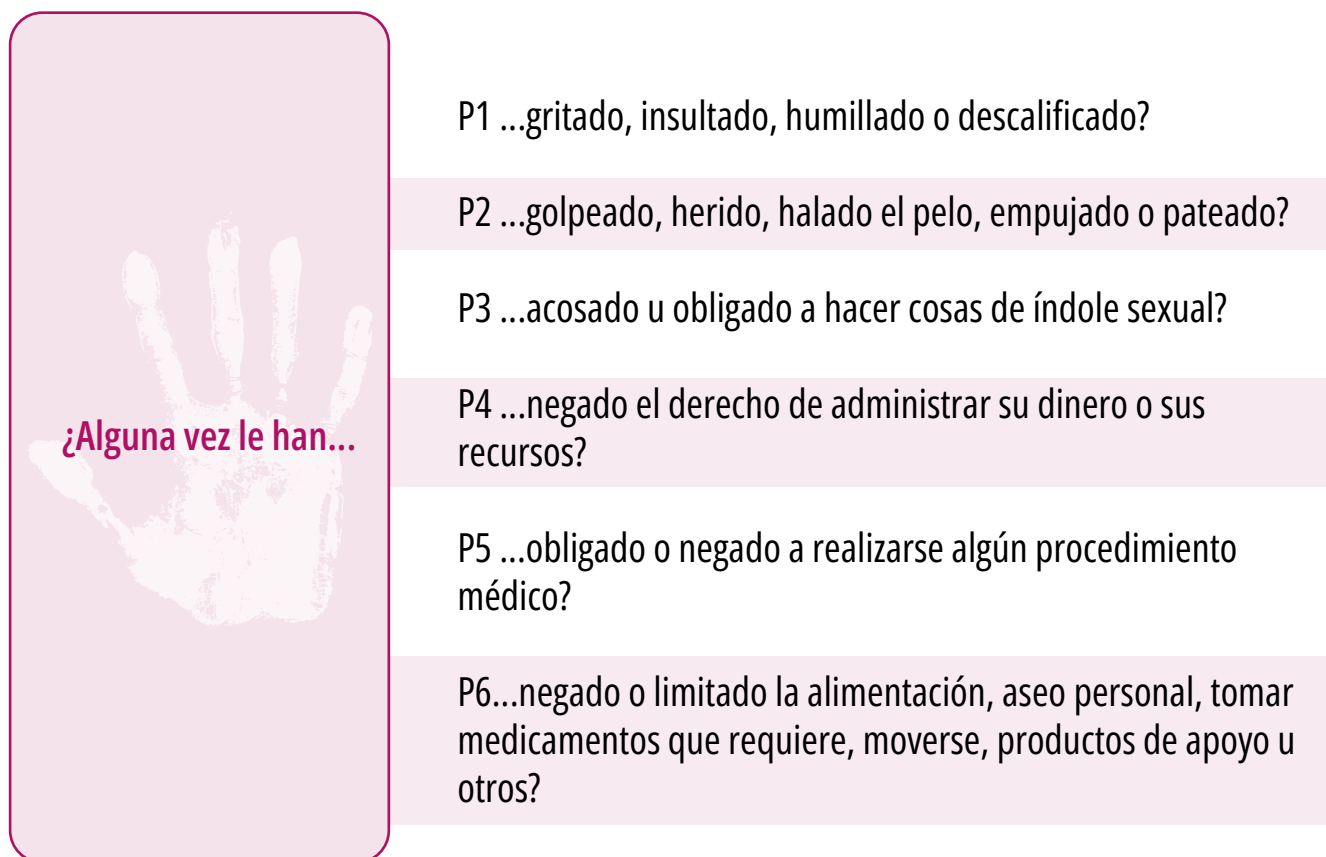 ¿Alguna vez le han...
P1 ...gritado, insultado, humillado o descalificado?
P2 ...golpeado, herido, halado el pelo, empujado o pateado?
P3 ...acosado u obligado a hacer cosas de índole sexual?
P4 ...negado el derecho de administrar su dinero o sus
recursos?
P5 ...obligado o negado a realizarse algún procedimiento
médico?
P6...negado o limitado la alimentación, aseo personal, tomar
medicamentos que requiere, moverse, productos de apoyo u
otros?